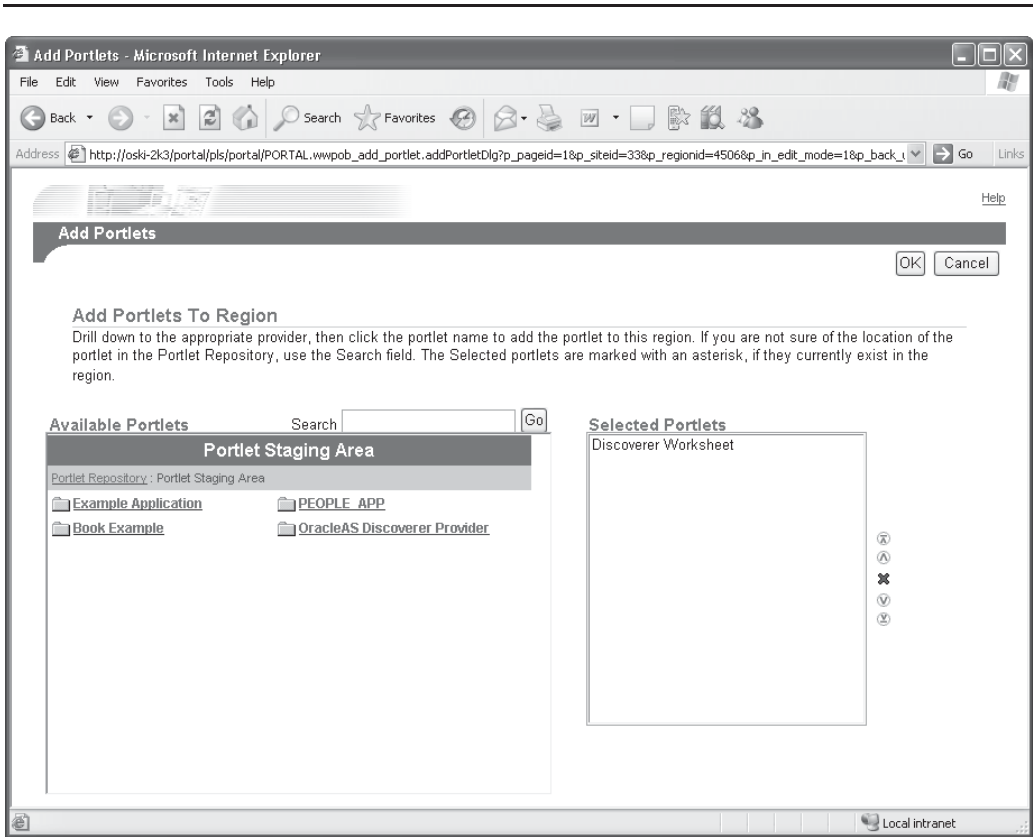 Add Portlets - Microsoft Internet Explorer
File Edit View Favorites Tools Help
Back Search Favorites
Address http://oski-2k3/portal/pls/portal/PORTAL.wwpob_add_portlet.addPortletDlg?p_pageid=1&p_siteid=33&p_regionid=4506&p_in_edit_mode=1&p_back_ Go Links
Help
Add Portlets
OK Cancel
Add Portlets To Region
Drill down to the appropriate provider, then click the portlet name to add the portlet to this region. If you are not sure of the location of the
portlet in the Portlet Repository, use the Search field. The Selected portlets are marked with an asterisk, if they currently exist in the
region.
Available Portlets Search Go
Portlet Staging Area
Portlet Repository : Portlet Staging Area
Example Application PEOPLE_APP
Book Example OracleAS Discoverer Provider
Selected Portlets
Discoverer Worksheet
Local intranet